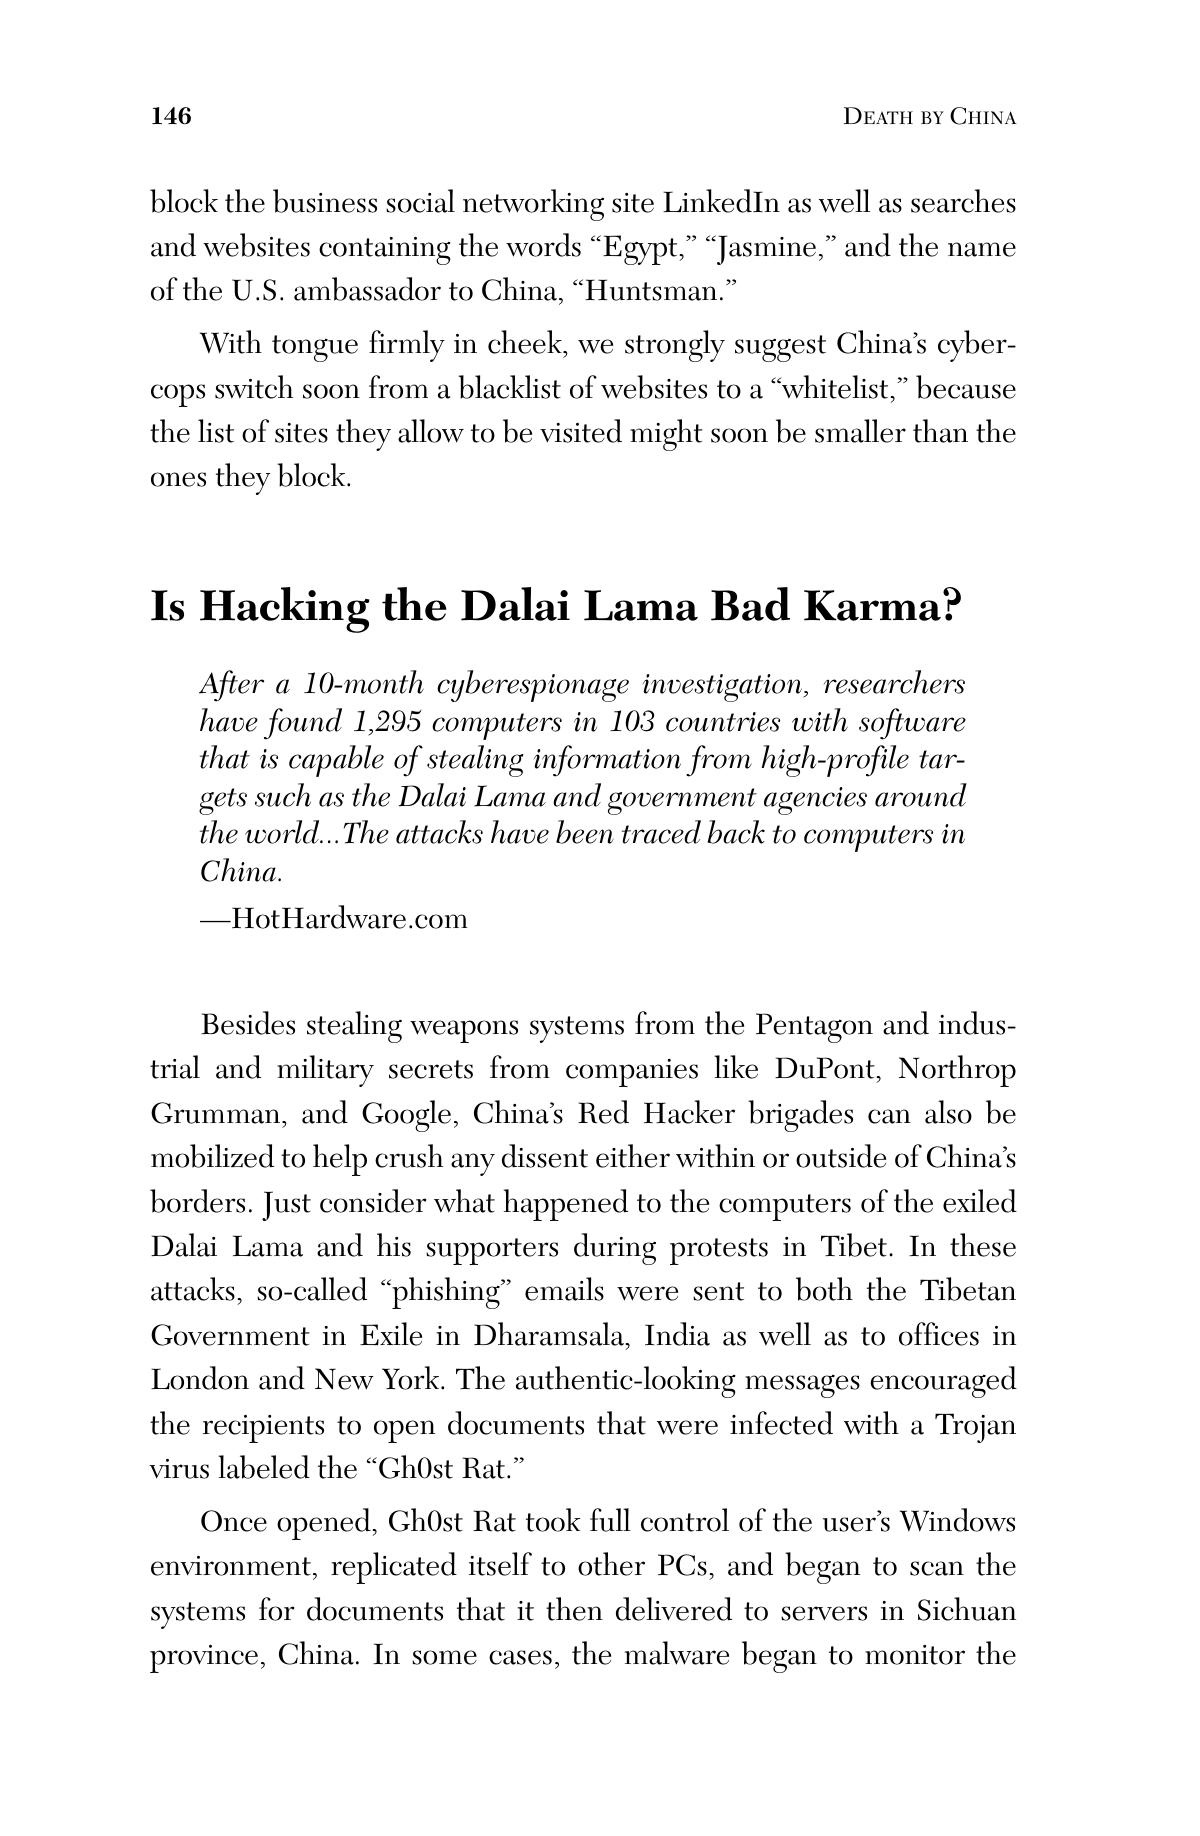 146 DEATH BY CHINA
block the business social networking site LinkedIn as well as searches
and websites containing the words “Egypt,” “Jasmine,” and the name
of the U.S. ambassador to China, “Huntsman.”
With tongue firmly in cheek, we strongly suggest China’s cyber-
cops switch soon from a blacklist of websites to a “whitelist,” because
the list of sites they allow to be visited might soon be smaller than the
ones they block.
Is Hacking the Dalai Lama Bad Karma?
After a 10-month cyberespionage investigation, researchers
have found 1,295 computers in 103 countries with software
that is capable of stealing information from high-profile tar-
gets such as the Dalai Lama and government agencies around
the world...The attacks have been traced back to computers in
China.
—HotHardware.com
Besides stealing weapons systems from the Pentagon and indus-
trial and military secrets from companies like DuPont, Northrop
Grumman, and Google, China’s Red Hacker brigades can also be
mobilized to help crush any dissent either within or outside of China’s
borders. Just consider what happened to the computers of the exiled
Dalai Lama and his supporters during protests in Tibet. In these
attacks, so-called “phishing” emails were sent to both the Tibetan
Government in Exile in Dharamsala, India as well as to offices in
London and New York. The authentic-looking messages encouraged
the recipients to open documents that were infected with a Trojan
virus labeled the “Gh0st Rat.”
Once opened, Gh0st Rat took full control of the user’s Windows
environment, replicated itself to other PCs, and began to scan the
systems for documents that it then delivered to servers in Sichuan
province, China. In some cases, the malware began to monitor the